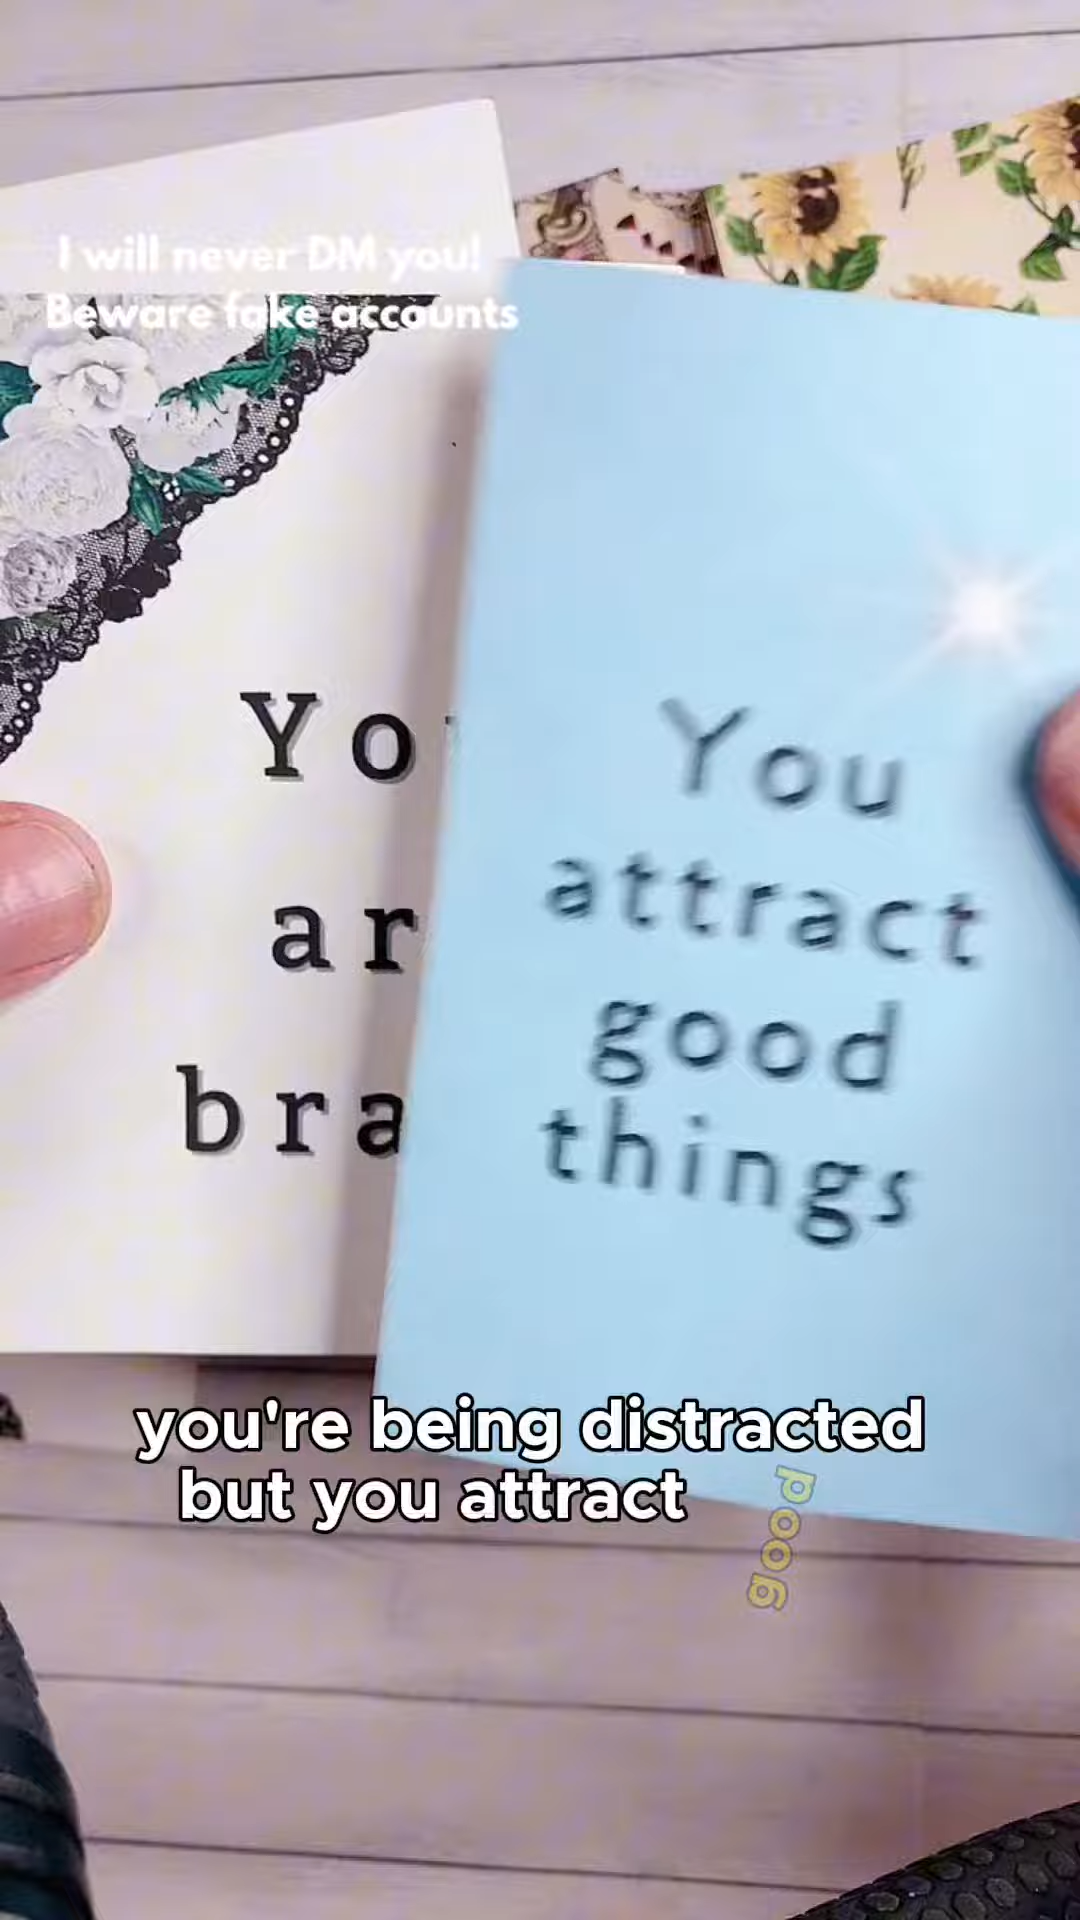 I will never DM you!
Beware fake accounts
Yo
ar
bra
You
attract
good
things
you're being distracted
but you attract good